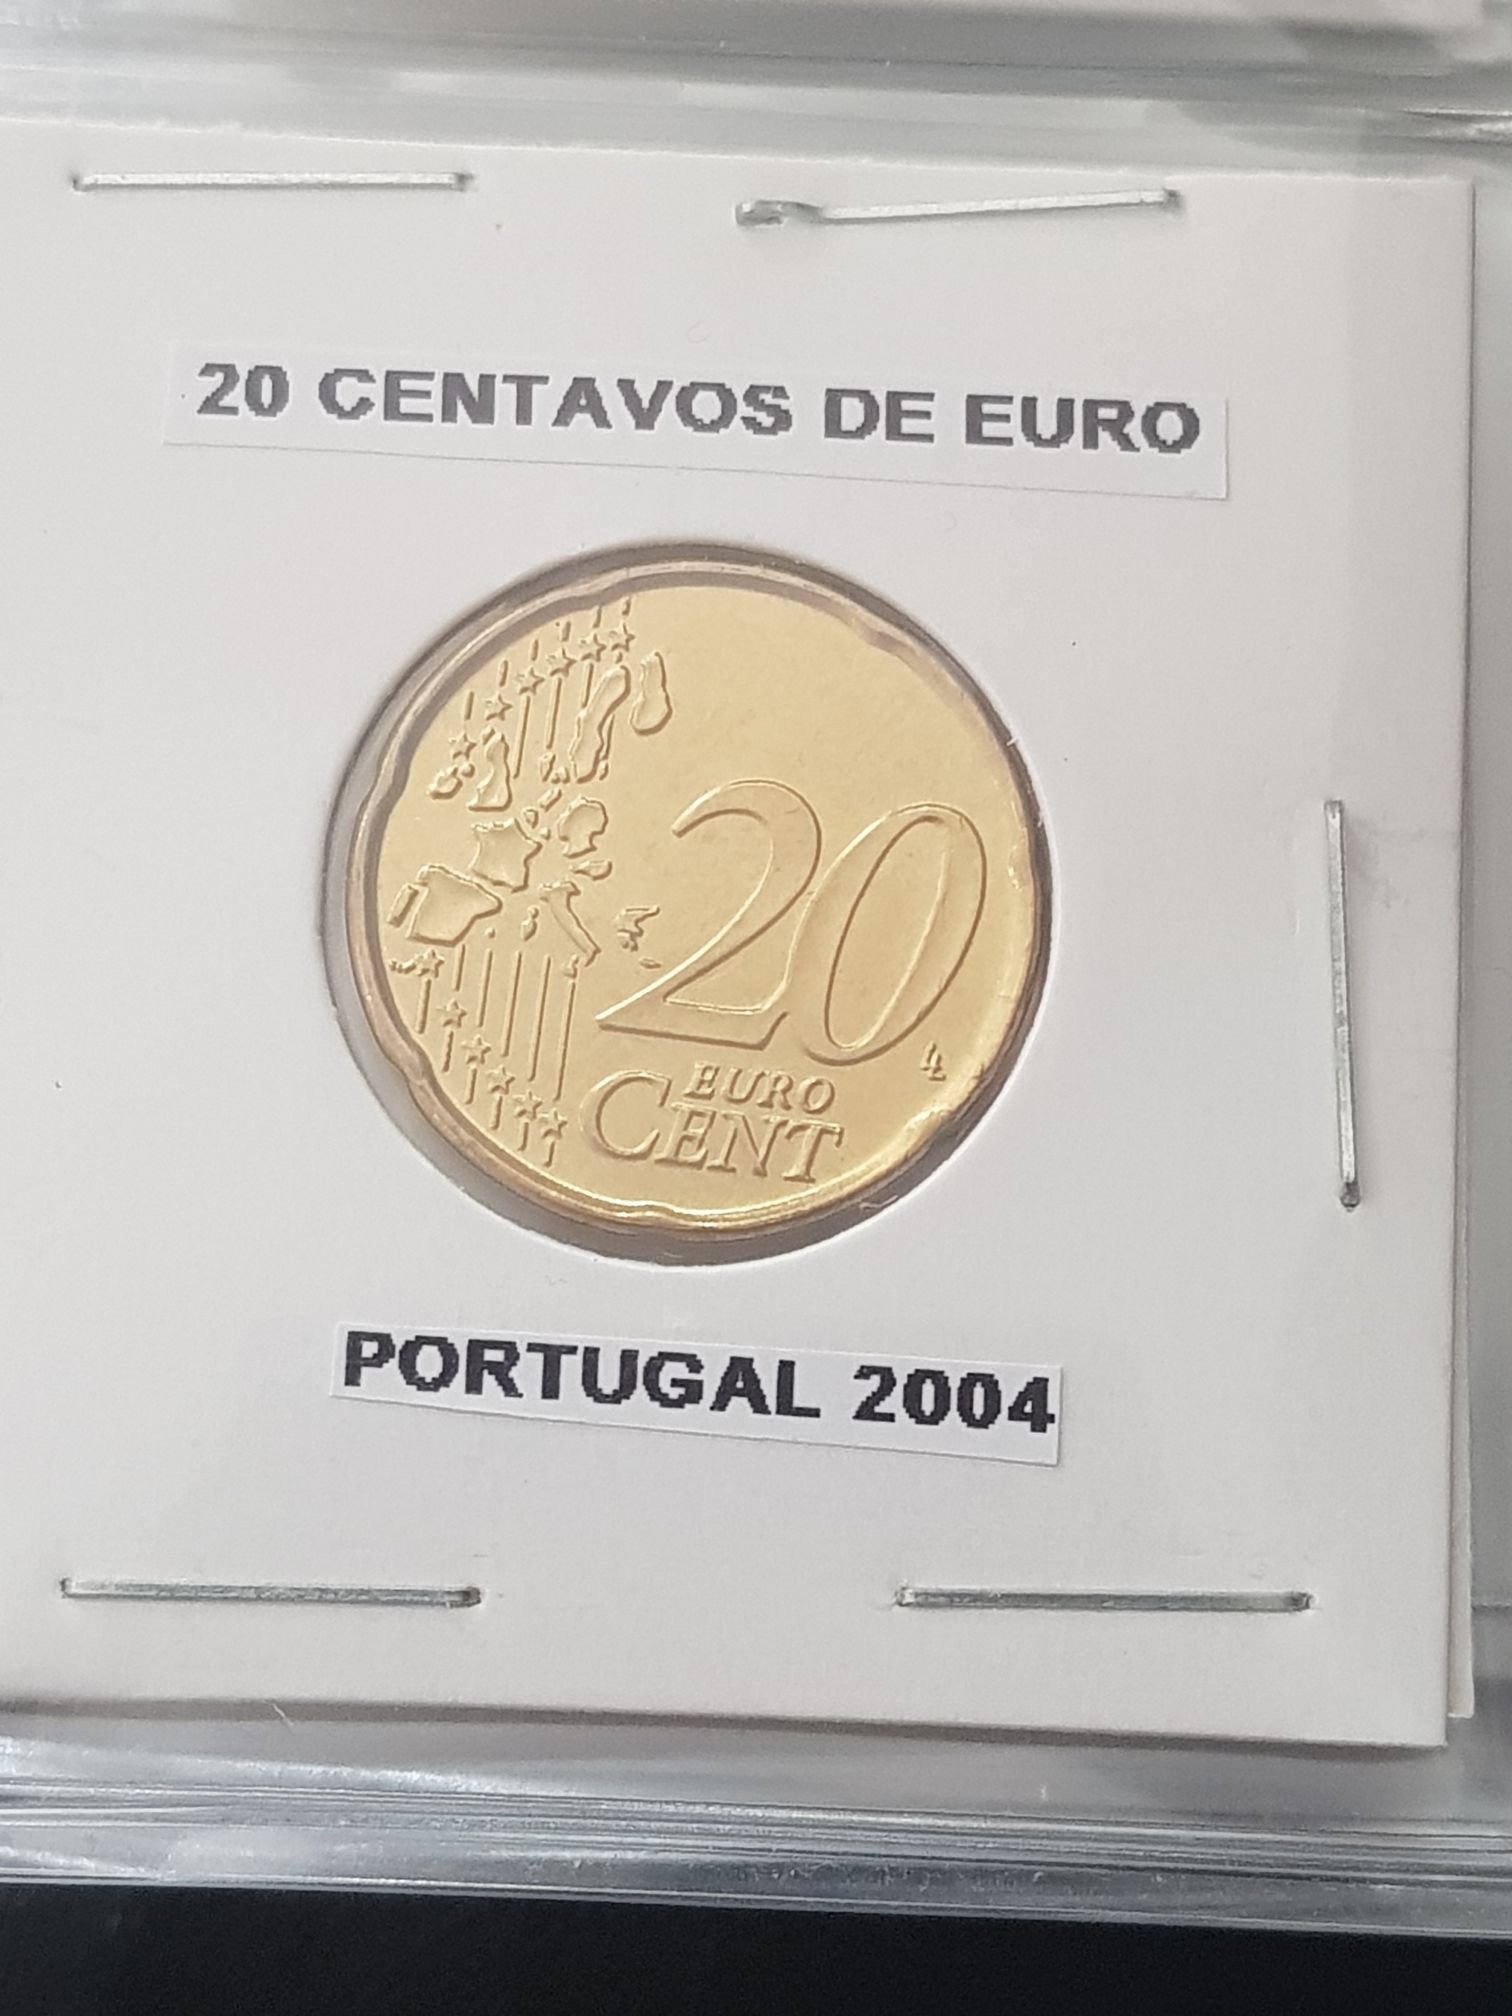 20 CENTAVOS DE EURO
20
EURO
CENT
PORTUGAL 2004